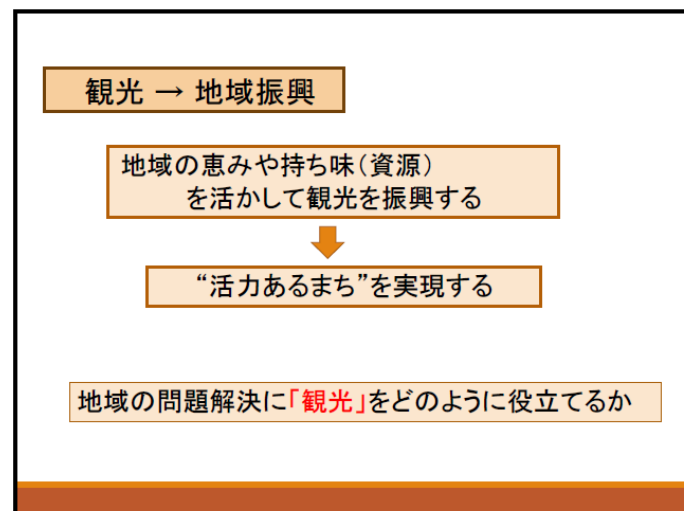 観光 → 地域振興
地域の恵みや持ち味(資源)
を活かして観光を振興する
“活力あるまち”を実現する
地域の問題解決に「観光」をどのように役立てるか